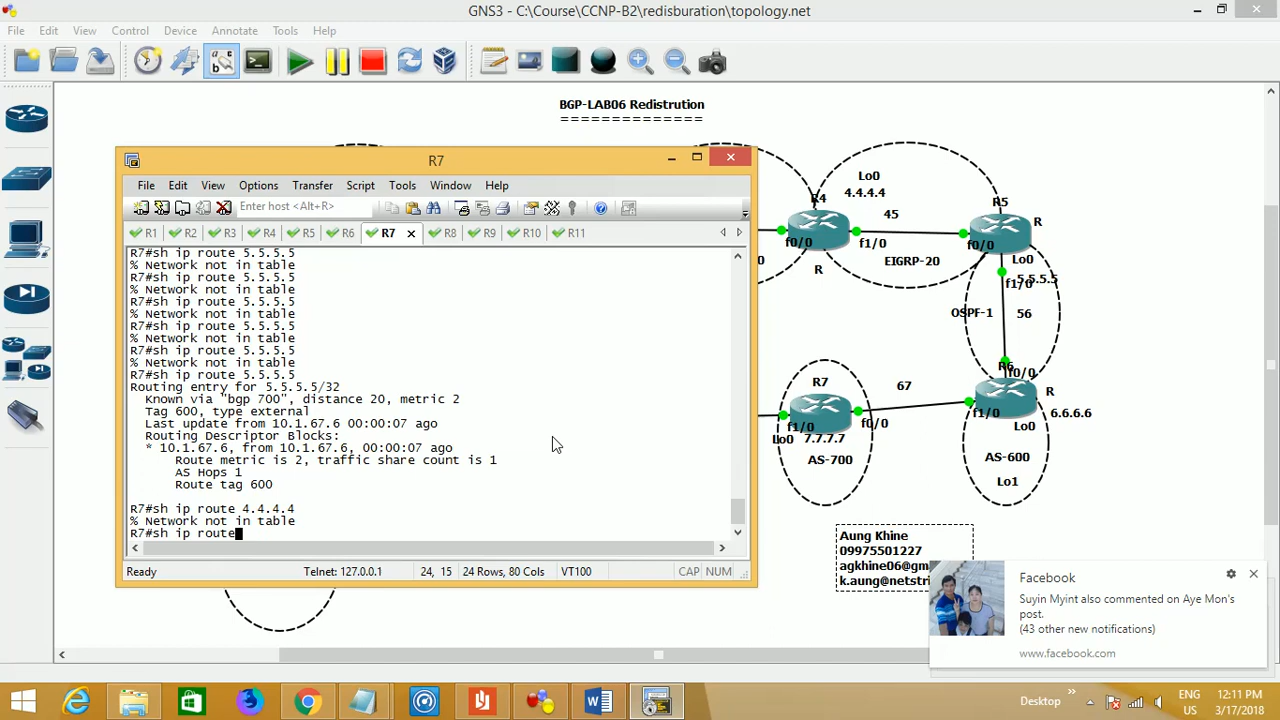 GNS3 - C:\Course\CCNP-B2\redisburation\topology.net
File Edit View Control Device Annotate Tools Help
BGP-LAB06 Redistrution
==============
R7
File Edit View Options Transfer Script Tools Window Help
Enter host <Alt+R>
R1 R2 R3 R4 R5 R6 R7 R8 R9 R10 R11
R7#sh ip route 5.5.5.5
% Network not in table
R7#sh ip route 5.5.5.5
% Network not in table
R7#sh ip route 5.5.5.5
% Network not in table
R7#sh ip route 5.5.5.5
% Network not in table
R7#sh ip route 5.5.5.5
% Network not in table
R7#sh ip route 5.5.5.5
Routing entry for 5.5.5.5/32
Known via "bgp 700", distance 20, metric 2
Tag 600, type external
Last update from 10.1.67.6 00:00:07 ago
Routing Descriptor Blocks:
* 10.1.67.6, from 10.1.67.6, 00:00:07 ago
Route metric is 2, traffic share count is 1
AS Hops 1
Route tag 600
R7#sh ip route 4.4.4.4
% Network not in table
R7#sh ip route
Ready Telnet: 127.0.0.1 24, 15 24 Rows, 80 Cols VT100 CAP NUM
Lo0
4.4.4.4
R4
45
R5
R
f0/0
f1/0
f0/0
0
R
EIGRP-20
Lo0
5.5.5.5
f1/0
OSPF-1
56
R6
f0/0
R7
67
R
f1/0
6.6.6.6
f1/0
f0/0
Lo0
Lo0
7.7.7.7
AS-700
AS-600
Lo1
Aung Khine
09975501227
agkhine06@gm
k.aung@netstri
Facebook
Suyin Myint also commented on Aye Mon's
post.
(43 other new notifications)
www.facebook.com
Desktop
ENG
US
12:11 PM
3/17/2018